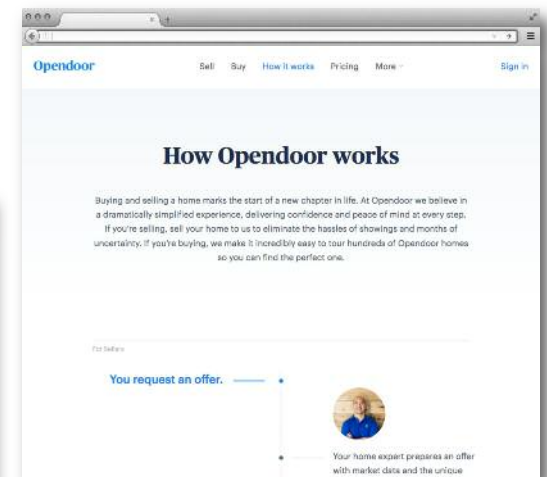 Opendoor
Sell Buy How it works Pricing More
Sign in
How Opendoor works
Buying and selling a home marks the start of a new chapter in life. At Opendoor we believe in
a dramatically simplified experience, delivering confidence and peace of mind at every step.
If you're selling, sell your home to us to eliminate the hassles of showings and months of
uncertainty. If you're buying, we make it incredibly easy to tour hundreds of Opendoor homes
so you can find the perfect one.
For Sellers
You request an offer.
Your home expert prepares an offer
with market data and the unique